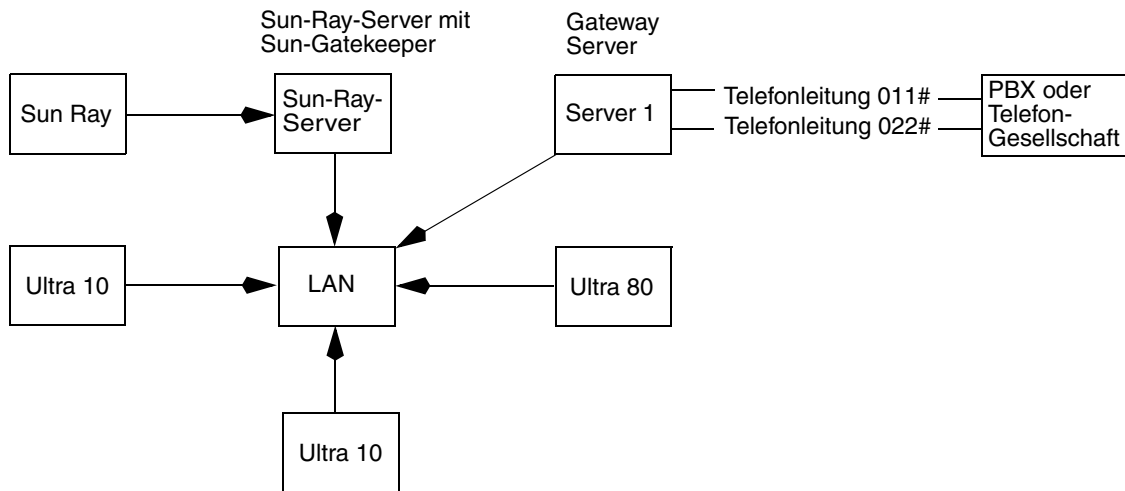 Sun-Ray-Server mit
Sun-Gatekeeper
Gateway
Server
Sun Ray
Sun-Ray-
Server
Server 1
Telefonleitung 011#
Telefonleitung 022#
PBX oder
Telefon-
Gesellschaft
Ultra 10
LAN
Ultra 80
Ultra 10